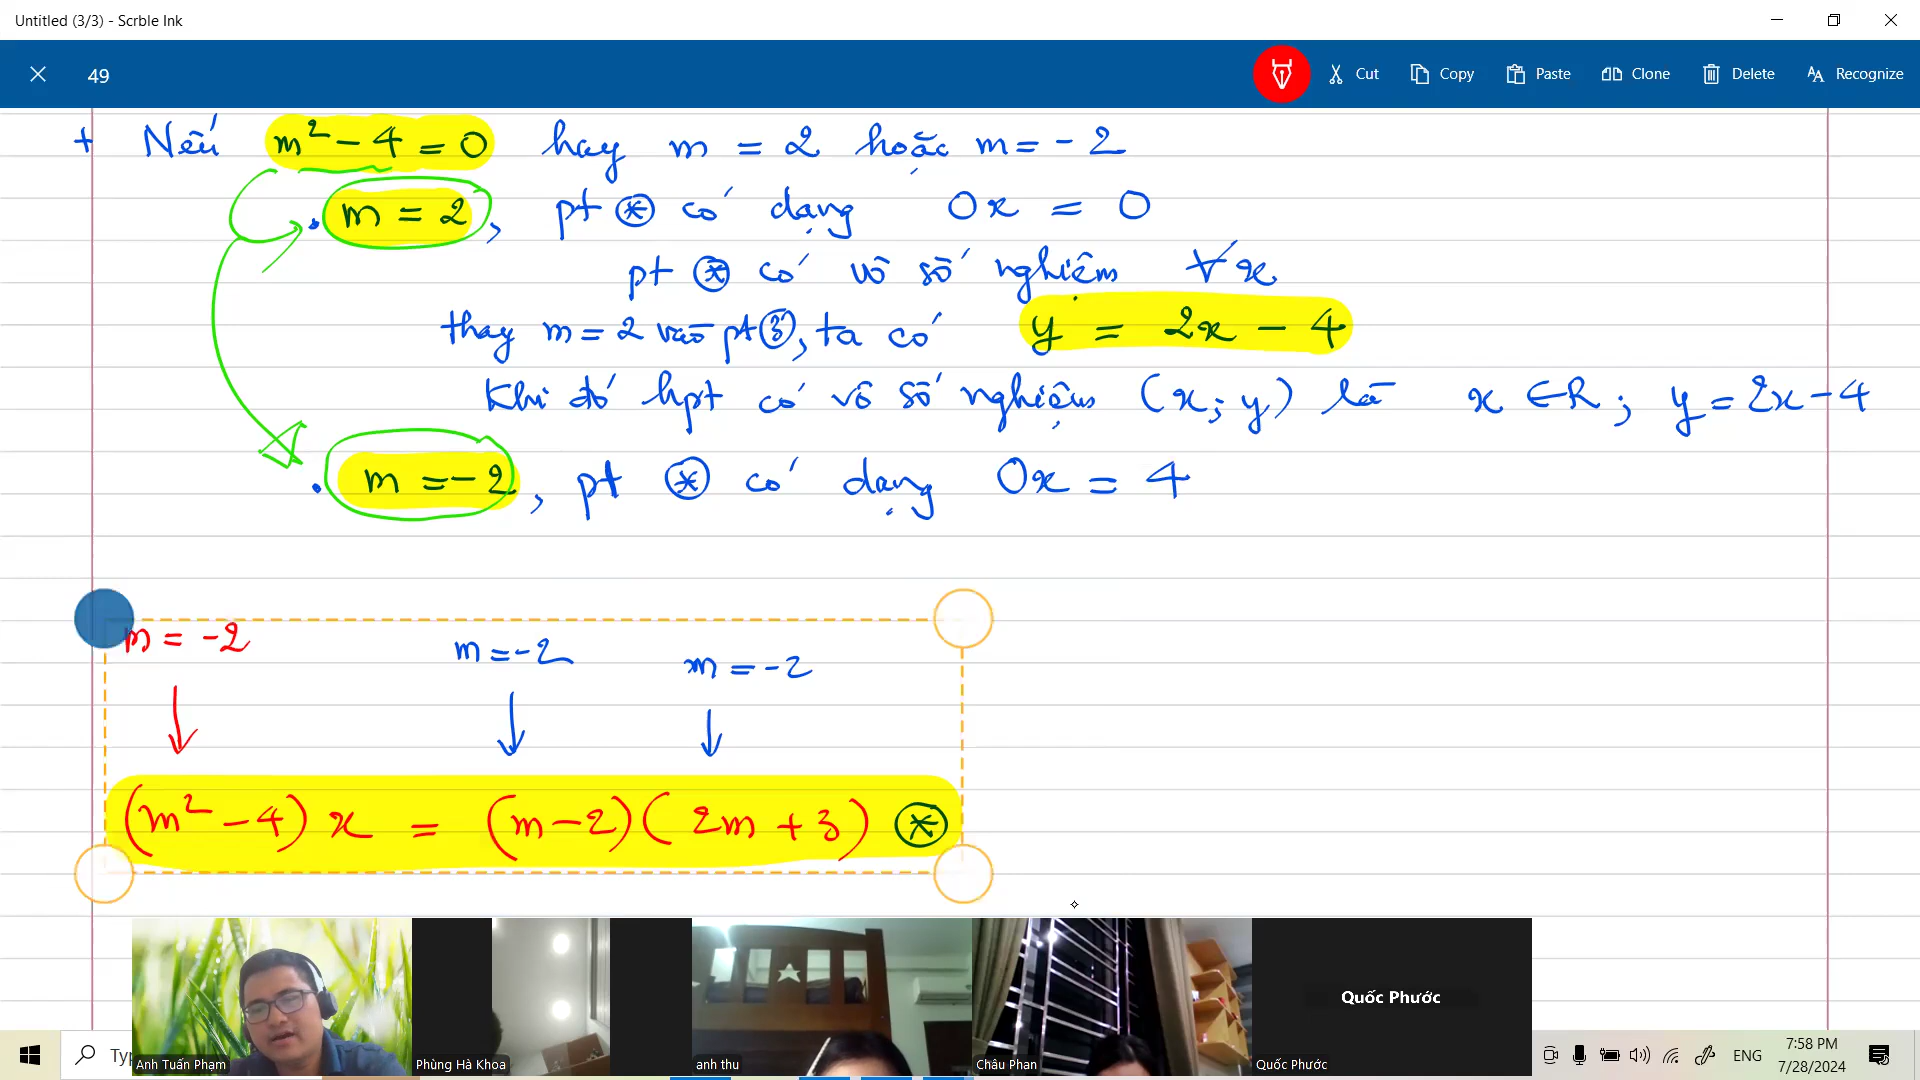 Untitled (3/3) - Scrble Ink
49 Cut Copy Paste Clone Delete Recognize
+ Nếu m² - 4 = 0 hay m = 2 hoặc m = -2
. m = 2, pt ⊛ có dạng 0x = 0
pt ⊛ có vô số nghiệm ∀x
thay m = 2 vào pt ③, ta có y = 2x - 4
Khi đó hpt có vô số nghiệm (x; y) là x ∈ R; y = 2x - 4
. m = -2, pt ⊛ có dạng 0x = 4
m = -2 m = -2 m = -2
(m² - 4) x = (m - 2)(2m + 3) ⊛
Quốc Phước
Anh Tuấn Phạm Phùng Hà Khoa anh thu Châu Phan Quốc Phước
ENG 7:58 PM
7/28/2024